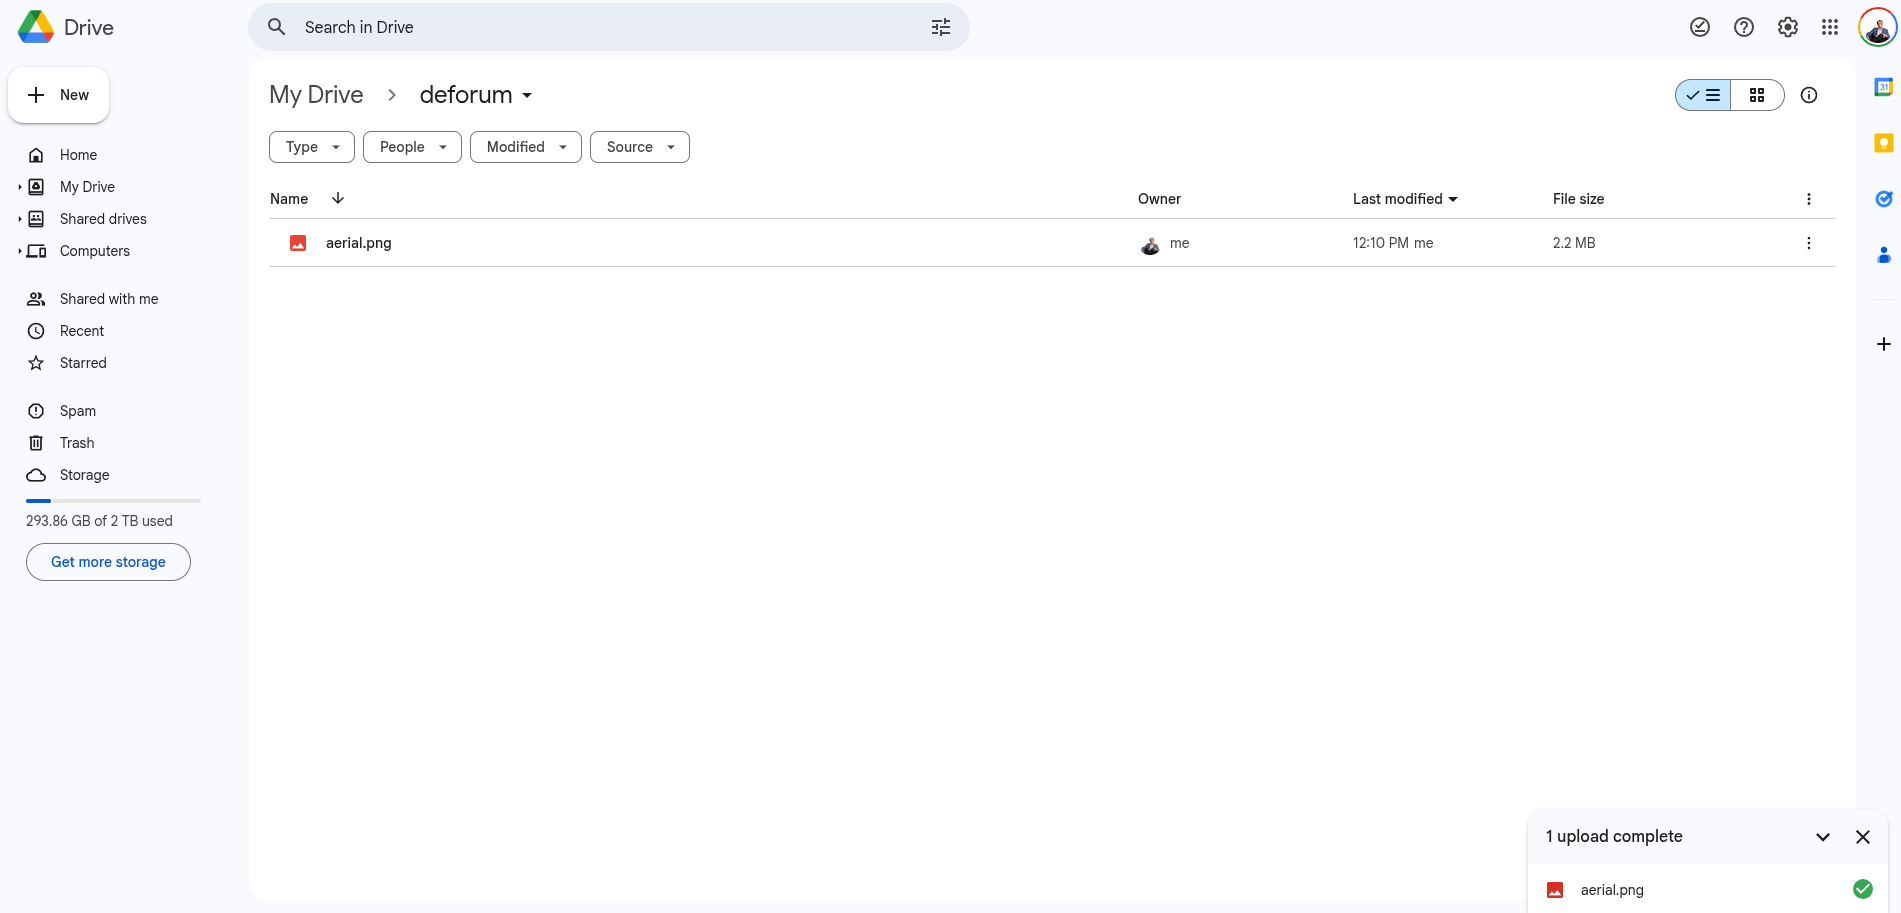 Drive
Search in Drive
New
Home
My Drive
Shared drives
Computers
Shared with me
Recent
Starred
Spam
Trash
Storage
293.86 GB of 2 TB used
Get more storage
My Drive deforum
Type People Modified Source
Name Owner Last modified File size
aerial.png me 12:10 PM me 2.2 MB
31
1 upload complete
aerial.png